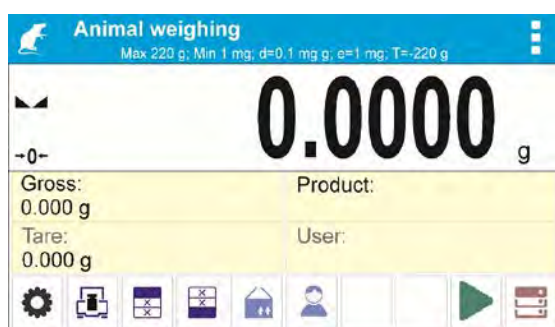 Animal weighing
Max 220 g; Min 1 mg; d=0.1 mg g; e=1 mg; T=-220 g
0.0000 g
→0←
Gross:
0.000 g
Product:
Tare:
0.000 g
User: